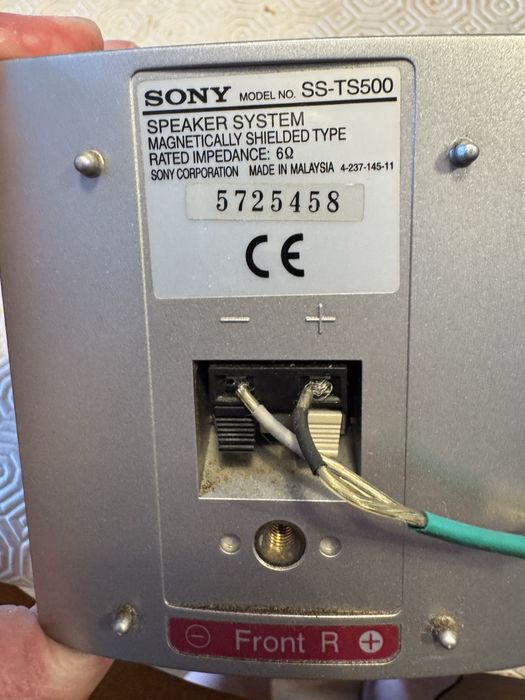 SONY MODEL NO. SS-TS500
SPEAKER SYSTEM
MAGNETICALLY SHIELDED TYPE
RATED IMPEDANCE: 6Ω
SONY CORPORATION MADE IN MALAYSIA 4-237-145-11
5725458
CE
− +
− Front R +